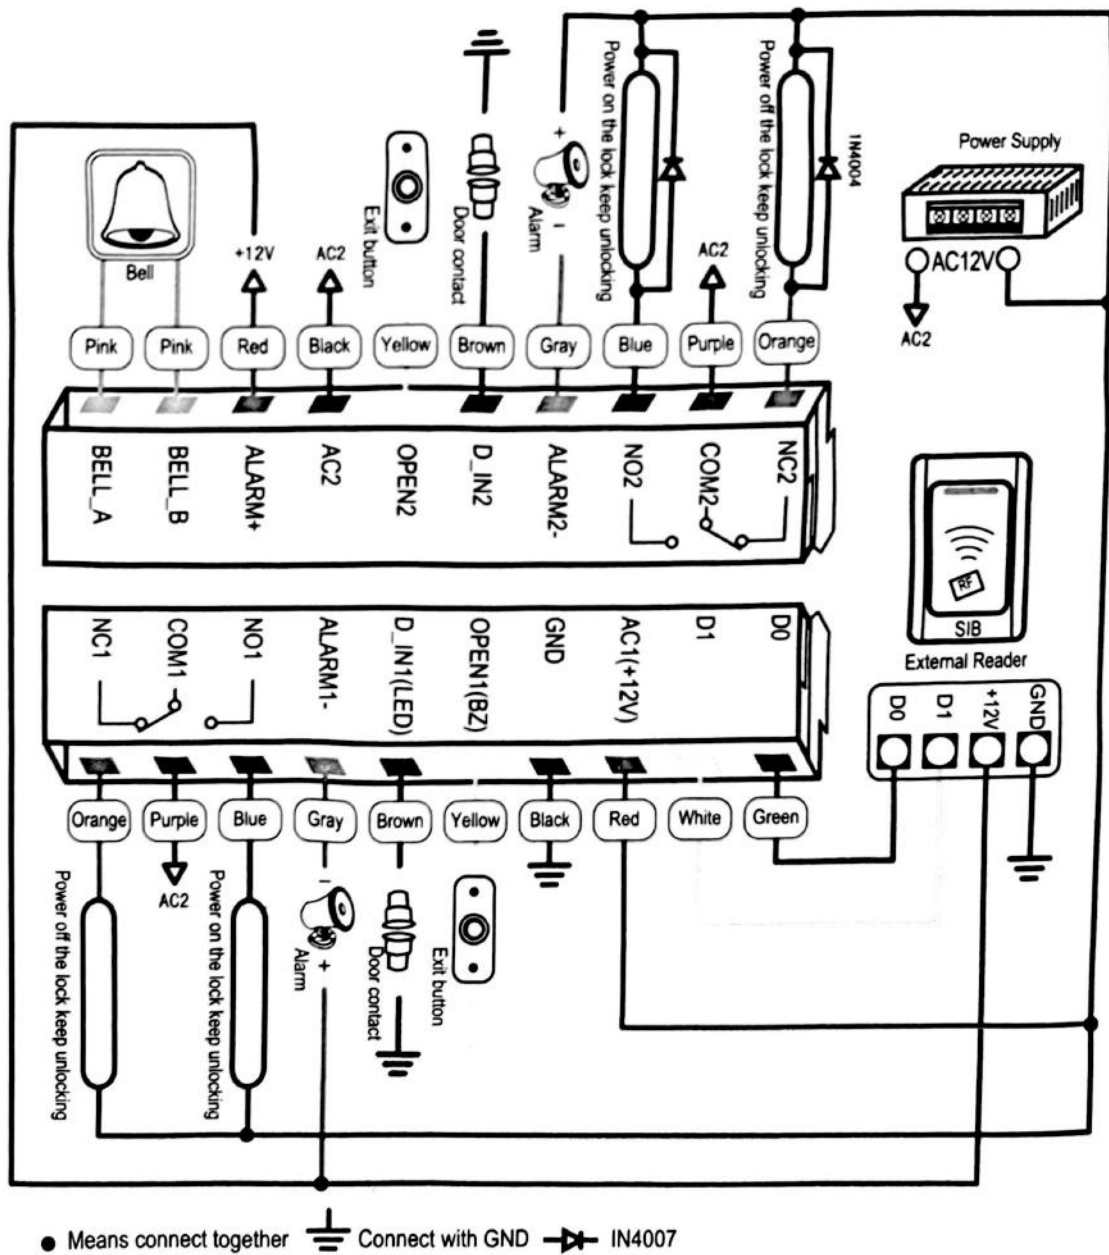 Power on the lock keep unlocking
Power off the lock keep unlocking
1N4004
Power Supply
AC12V
AC2
+
Alarm
-
Door contact
Exit button
Bell
+12V
AC2
AC2
Pink
Pink
Red
Black
Yellow
Brown
Gray
Blue
Purple
Orange
BELL_A
BELL_B
ALARM+
AC2
OPEN2
D_IN2
ALARM2-
NO2
COM2
NC2
RF
SIB
External Reader
D0
D1
+12V
GND
NC1
COM1
NO1
ALARM1-
D_IN1(LED)
OPEN1(BZ)
GND
AC1(+12V)
D1
D0
Orange
Purple
Blue
Gray
Brown
Yellow
Black
Red
White
Green
AC2
Power off the lock keep unlocking
Power on the lock keep unlocking
-
Alarm
+
Door contact
Exit button
Means connect together
Connect with GND
IN4007